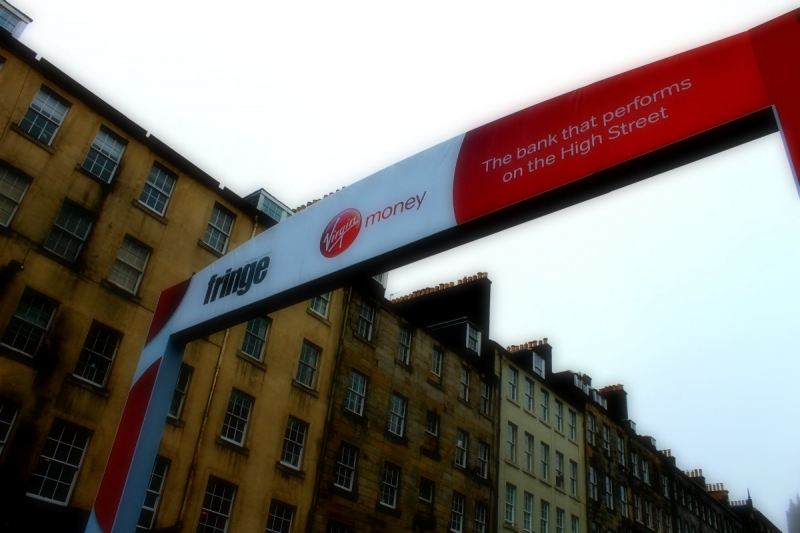 fringe
Virgin money
The bank that performs
on the High Street